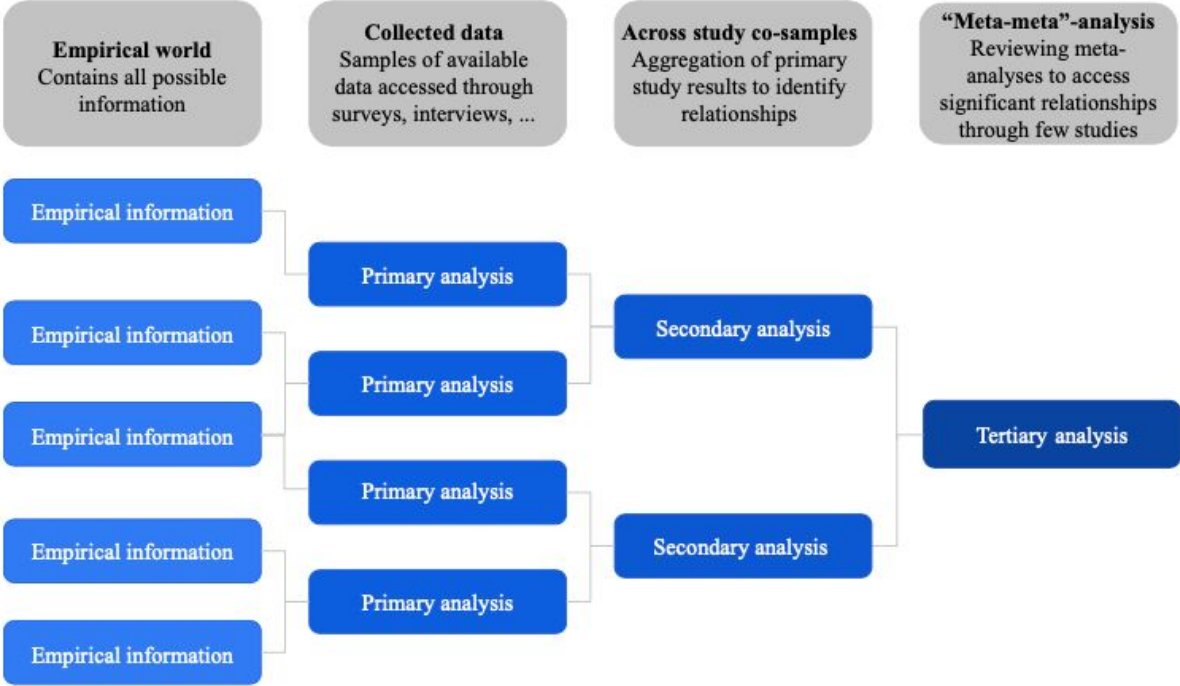 Empirical world
Contains all possible
information
Collected data
Samples of available
data accessed through
surveys, interviews, ...
Across study co-samples
Aggregation of primary
study results to identify
relationships
“Meta-meta”-analysis
Reviewing meta-
analyses to access
significant relationships
through few studies
Empirical information
Empirical information
Empirical information
Empirical information
Empirical information
Primary analysis
Primary analysis
Primary analysis
Primary analysis
Secondary analysis
Secondary analysis
Tertiary analysis